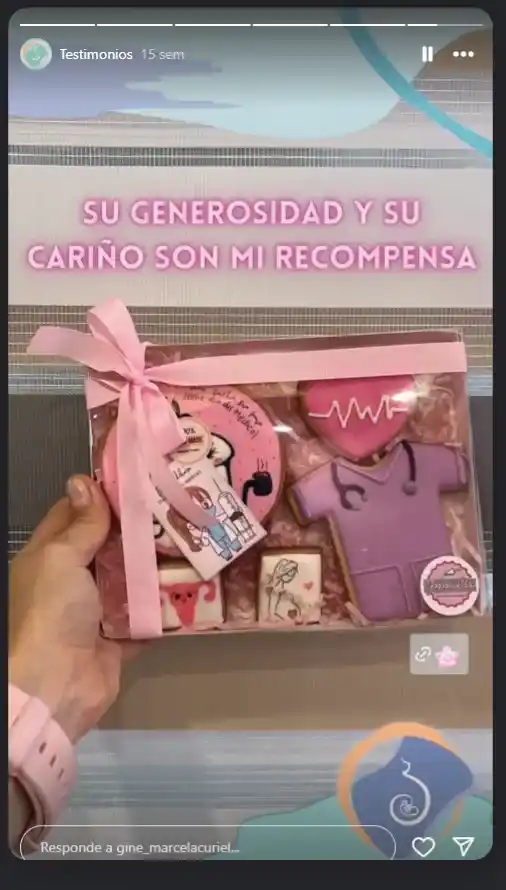 Testimonios 15 sem
SU GENEROSIDAD Y SU
CARIÑO SON MI RECOMPENSA
Responde a gine_marcelacuriel...